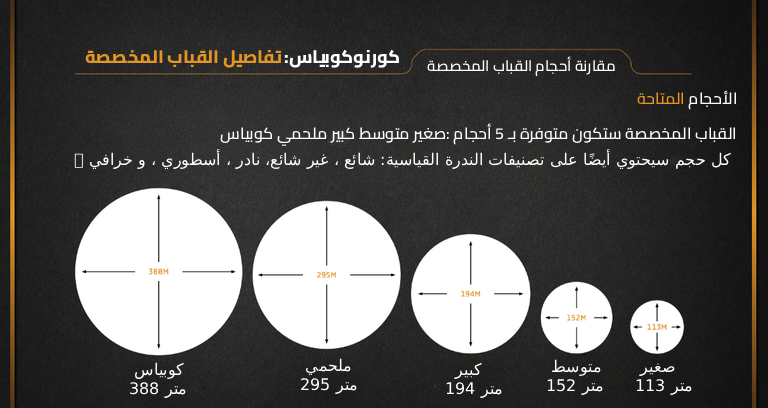 كورنوكوبياس: تفاصيل القباب المخصصة
مقارنة أحجام القباب المخصصة
الأحجام المتاحة
القباب المخصصة ستكون متوفرة بـ 5 أحجام :صغير متوسط كبير ملحمي كوبياس
كل حجم سيحتوي أيضًا على تصنيفات الندرة القياسية: شائع ، غير شائع، نادر ، أسطوري ، و خرافي
388M
295M
194M
152M
113M
كوبياس
388 متر
ملحمي
295 متر
كبير
194 متر
متوسط
152 متر
صغير
113 متر